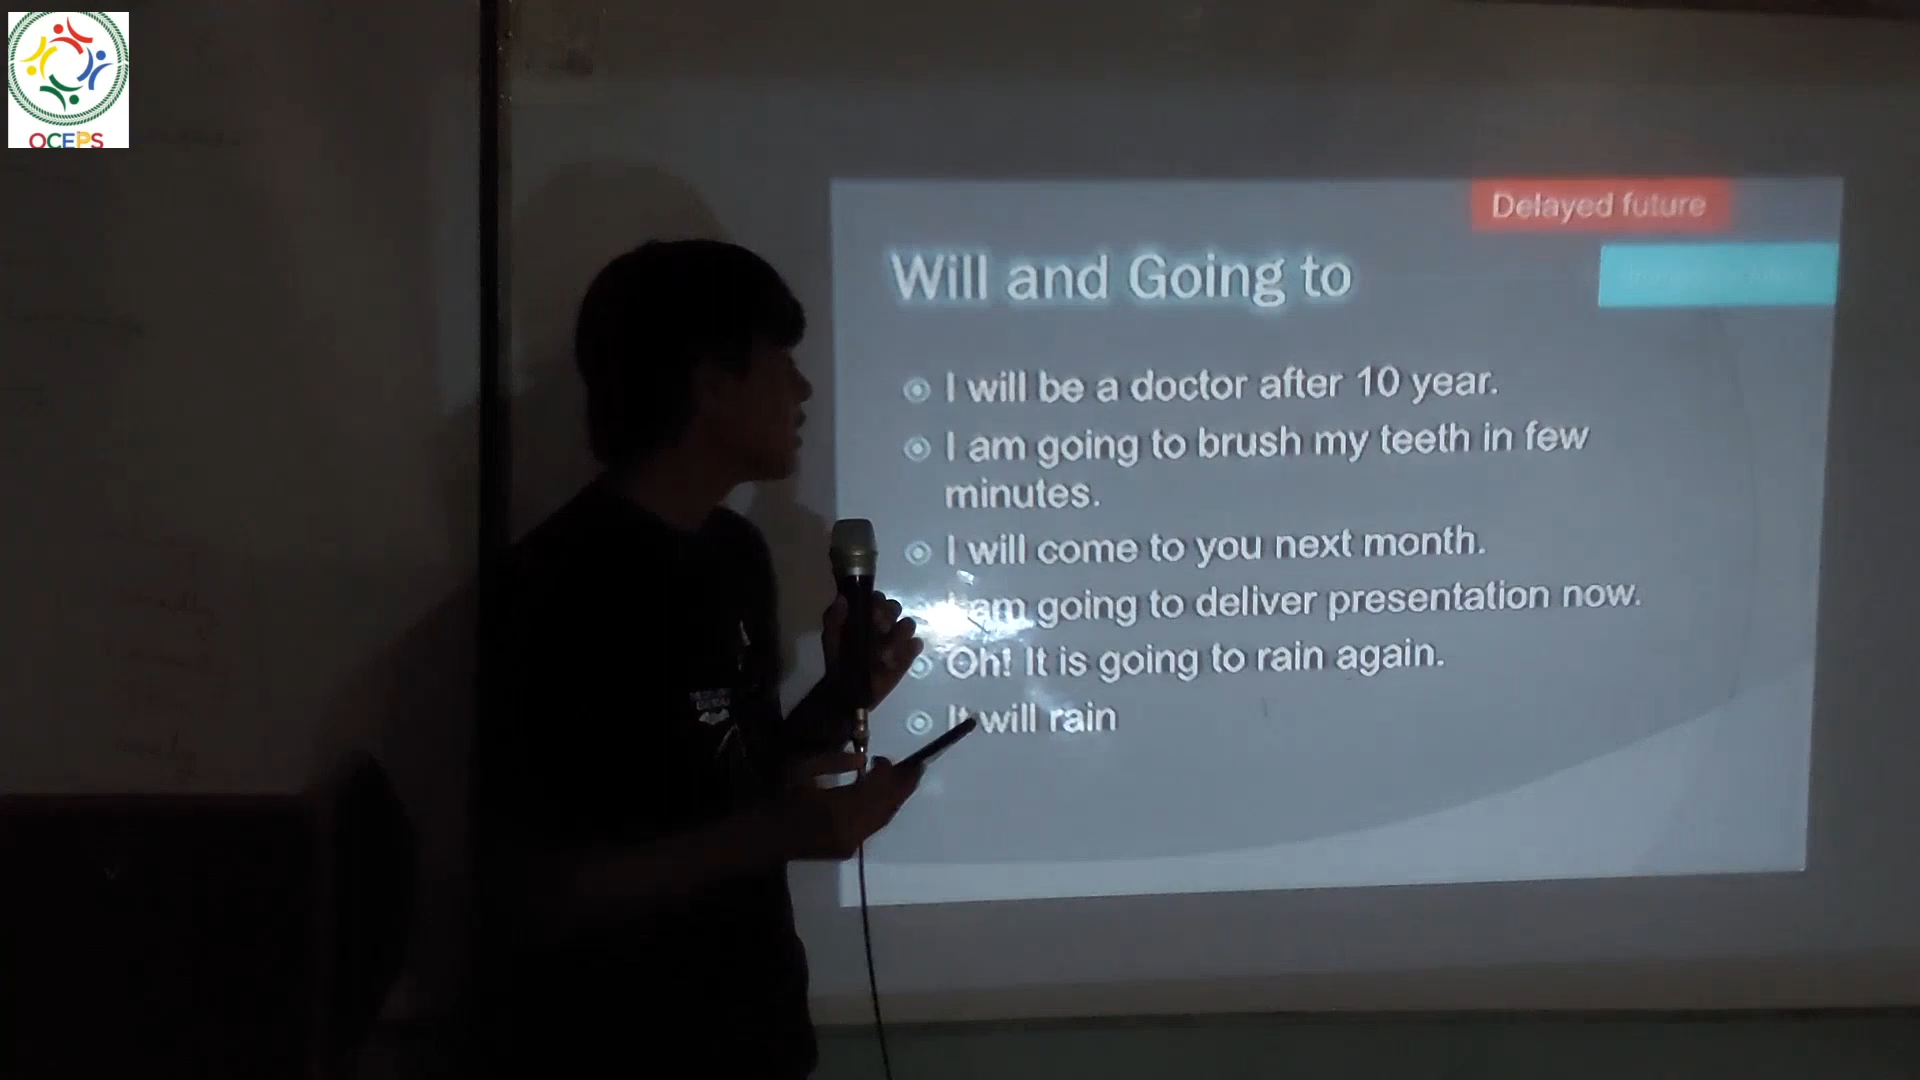 OCEPS
Delayed future
Will and Going to
I will be a doctor after 10 year.
I am going to brush my teeth in few
minutes.
I will come to you next month.
I am going to deliver presentation now.
Oh! It is going to rain again.
It will rain